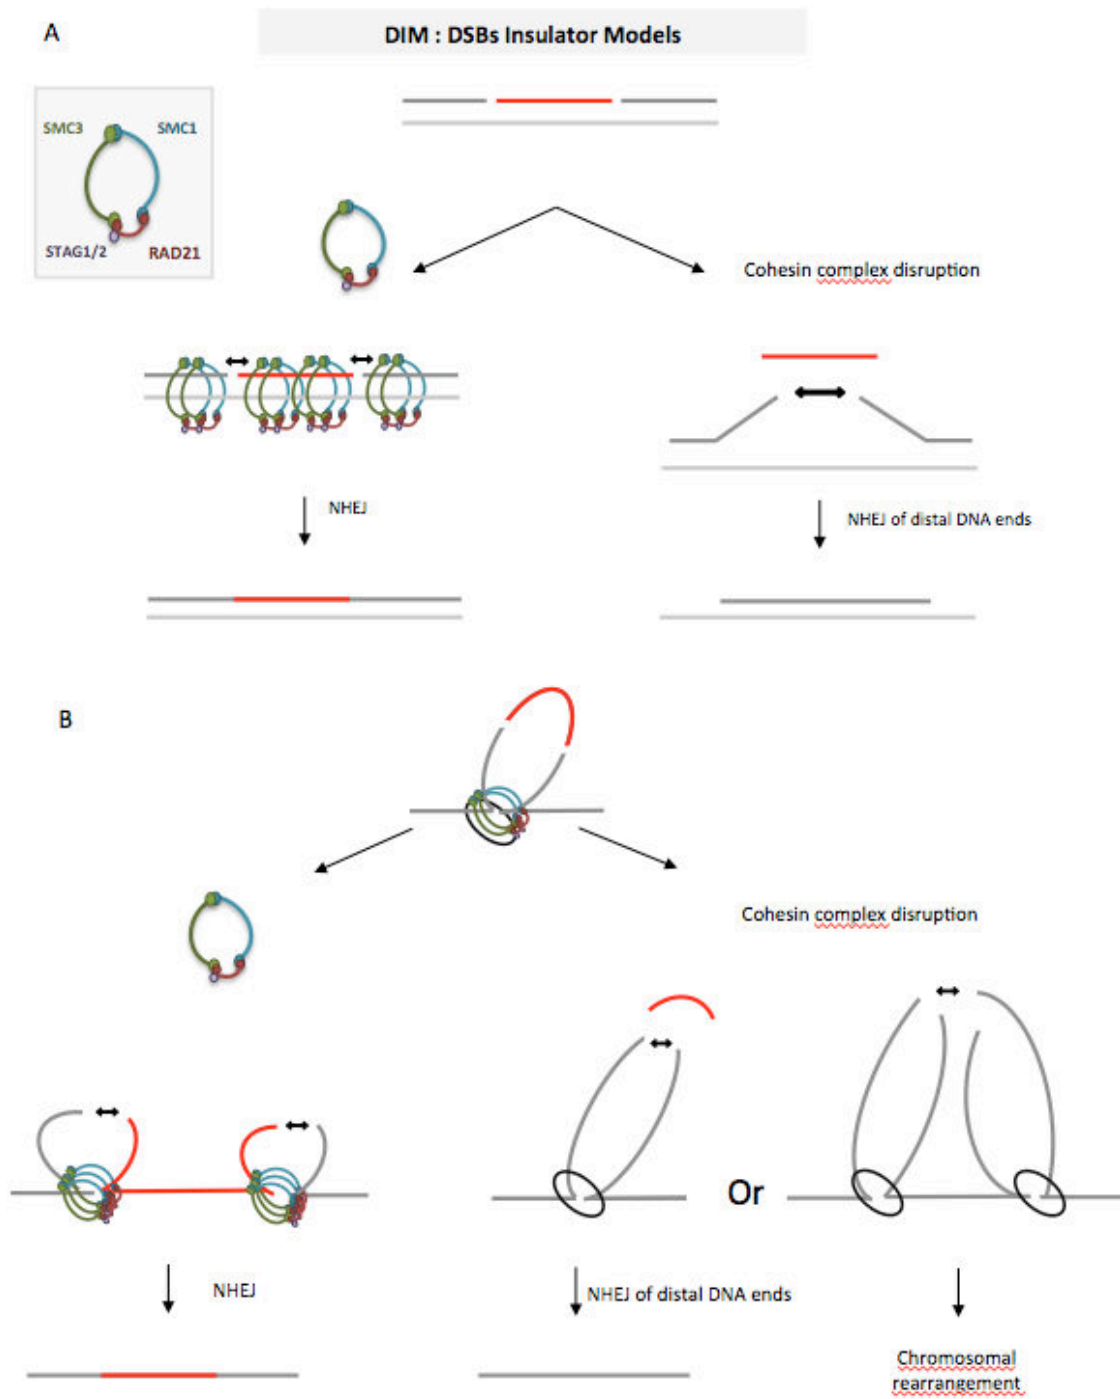 A
DIM : DSBs Insulator Models
SMC3
SMC1
STAG1/2
RAD21
Cohesin complex disruption
NHEJ
NHEJ of distal DNA ends
B
Cohesin complex disruption
Or
NHEJ
NHEJ of distal DNA ends
Chromosomal
rearrangement